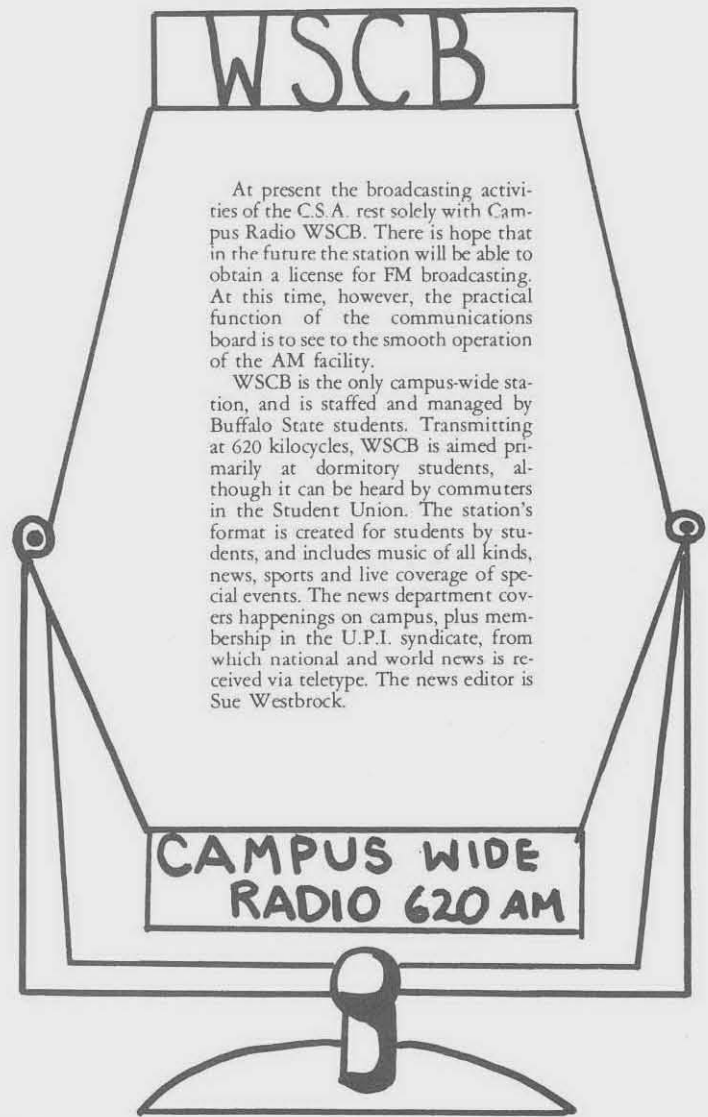 WSCB
At present the broadcasting activi-
ties of the C.S.A. rest solely with Cam-
pus Radio WSCB. There is hope that
in the future the station will be able to
obtain a license for FM broadcasting.
At this time, however, the practical
function of the communications
board is to see to the smooth operation
of the AM facility.
WSCB is the only campus-wide sta-
tion, and is staffed and managed by
Buffalo State students. Transmitting
at 620 kilocycles, WSCB is aimed pri-
marily at dormitory students, al-
though it can be heard by commuters
in the Student Union. The station's
format is created for students by stu-
dents, and includes music of all kinds,
news, sports and live coverage of spe-
cial events. The news department cov-
ers happenings on campus, plus mem-
bership in the U.P.I. syndicate, from
which national and world news is re-
ceived via teletype. The news editor is
Sue Westbrock.
CAMPUS WIDE
RADIO 620 AM